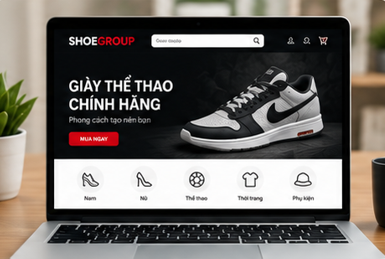 SHOEGROUP
GIÀY THỂ THAO
CHÍNH HÃNG
Phong cách tạo nên bạn
MUA NGAY
Nam
Nữ
Thể thao
Thời trang
Phụ kiện